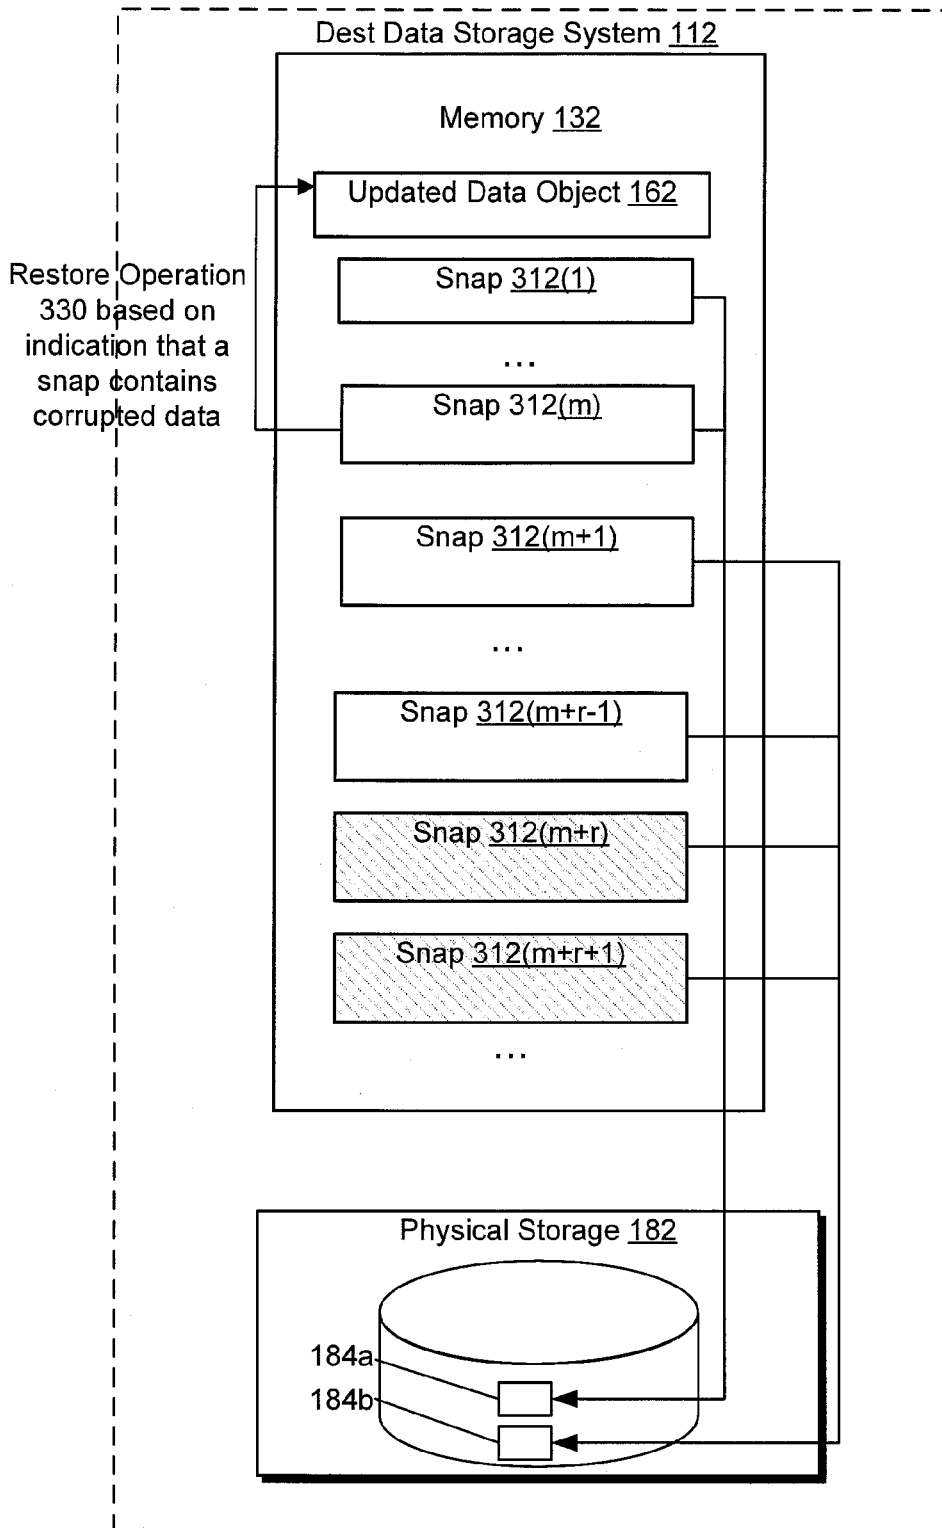 Dest Data Storage System 112
Memory 132
Updated Data Object 162
Snap 312(1)
...
Restore Operation
330 based on
indication that a
snap contains
corrupted data
Snap 312(m)
Snap 312(m+1)
...
Snap 312(m+r-1)
Snap 312(m+r)
Snap 312(m+r+1)
...
Physical Storage 182
184a
184b